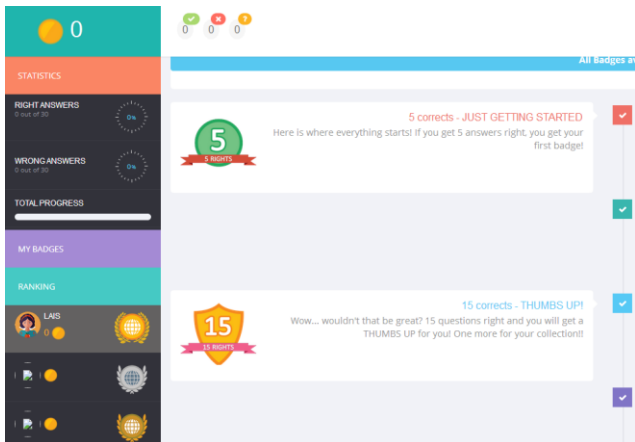 0
0 0 0
All Badges av
STATISTICS
RIGHT ANSWERS
0 out of 30
0%
WRONG ANSWERS
0 out of 30
0%
TOTAL PROGRESS
MY BADGES
RANKING
LAIS
0
5
5 RIGHTS
5 corrects - JUST GETTING STARTED
Here is where everything starts! If you get 5 answers right, you get your
first badge!
15
15 RIGHTS
15 corrects - THUMBS UP!
Wow... wouldn't that be great? 15 questions right and you will get a
THUMBS UP for you! One more for your collection!!